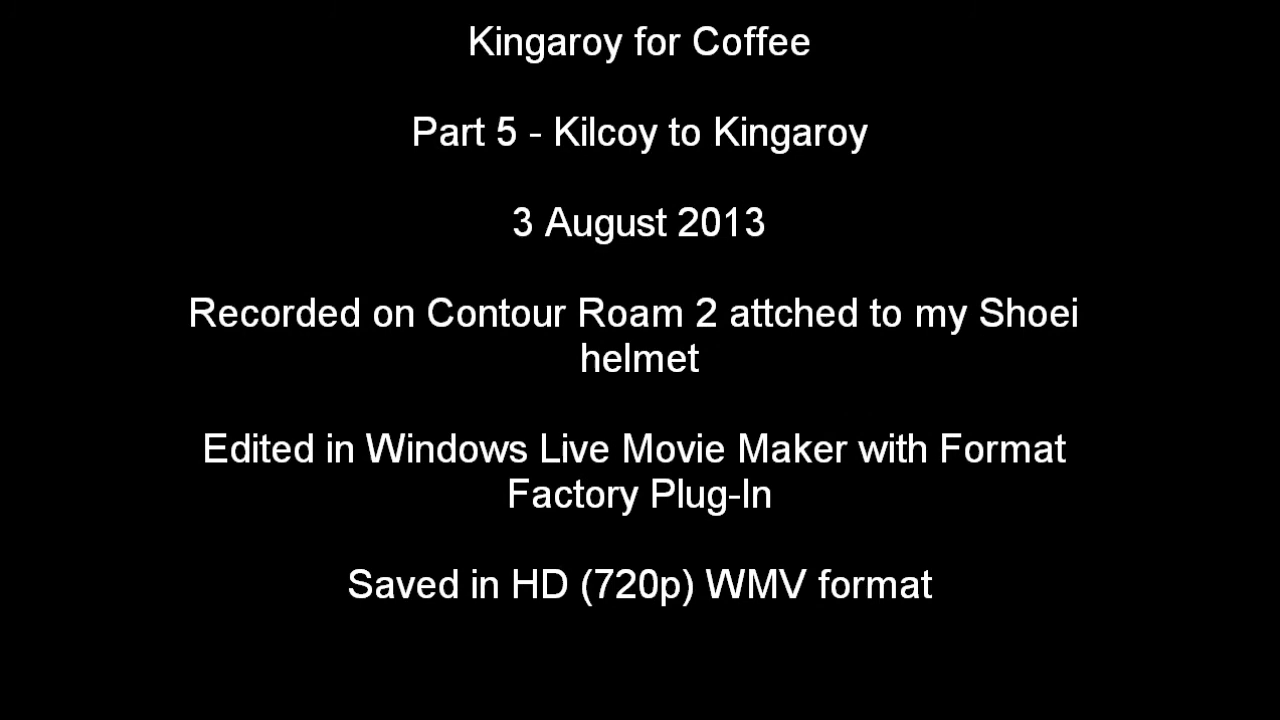 Kingaroy for Coffee
Part 5 - Kilcoy to Kingaroy
3 August 2013
Recorded on Contour Roam 2 attched to my Shoei
helmet
Edited in Windows Live Movie Maker with Format
Factory Plug-In
Saved in HD (720p) WMV format